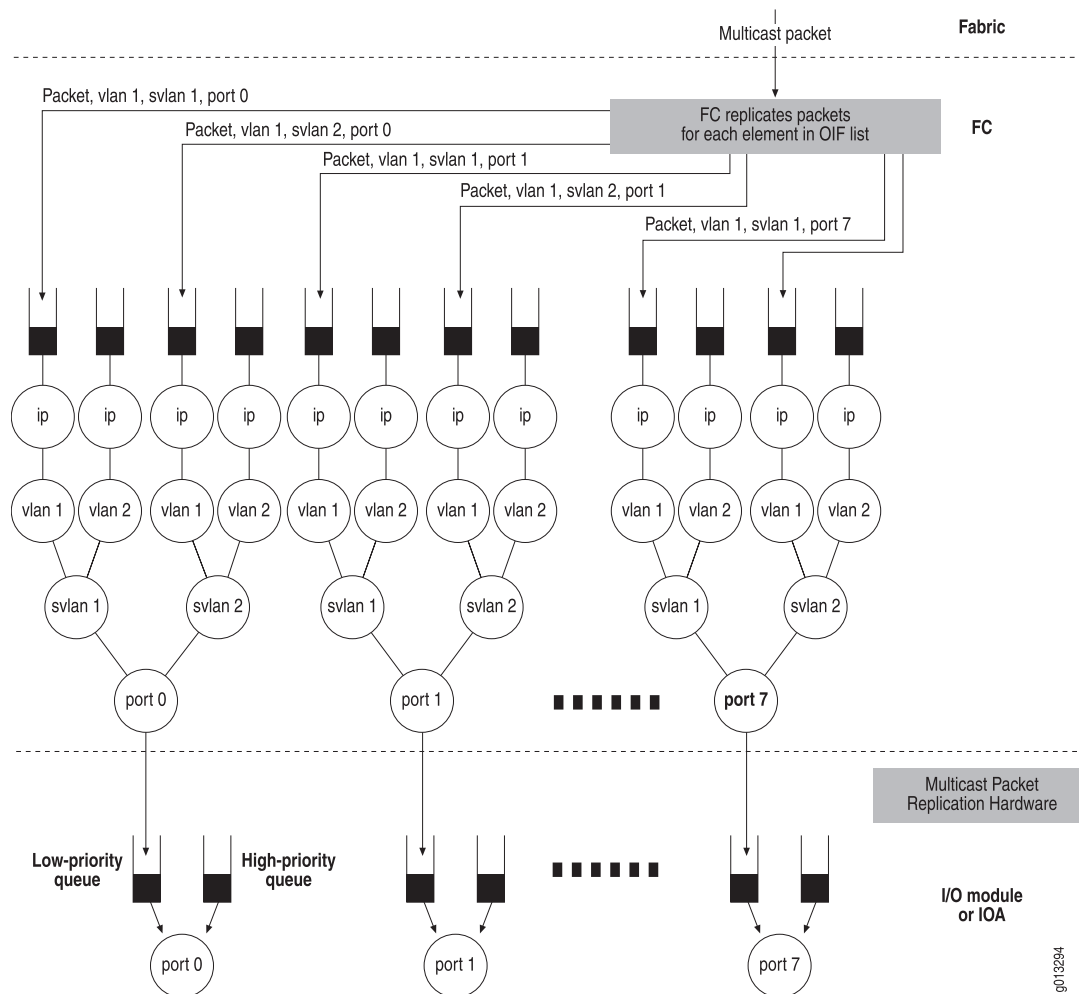 Multicast packet
Fabric
Packet, vlan 1, svlan 1, port 0
FC replicates packets
for each element in OIF list
FC
Packet, vlan 1, svlan 2, port 0
Packet, vlan 1, svlan 1, port 1
Packet, vlan 1, svlan 2, port 1
Packet, vlan 1, svlan 1, port 7
ip ip ip ip ip ip ip ip ip ip ip ip
vlan 1 vlan 2 vlan 1 vlan 2 vlan 1 vlan 2 vlan 1 vlan 2 vlan 1 vlan 2 vlan 1 vlan 2
svlan 1 svlan 2 svlan 1 svlan 2 svlan 1 svlan 2
port 0 port 1 port 7
Multicast Packet
Replication Hardware
Low-priority
queue
High-priority
queue
I/O module
or IOA
port 0 port 1 port 7
g013294